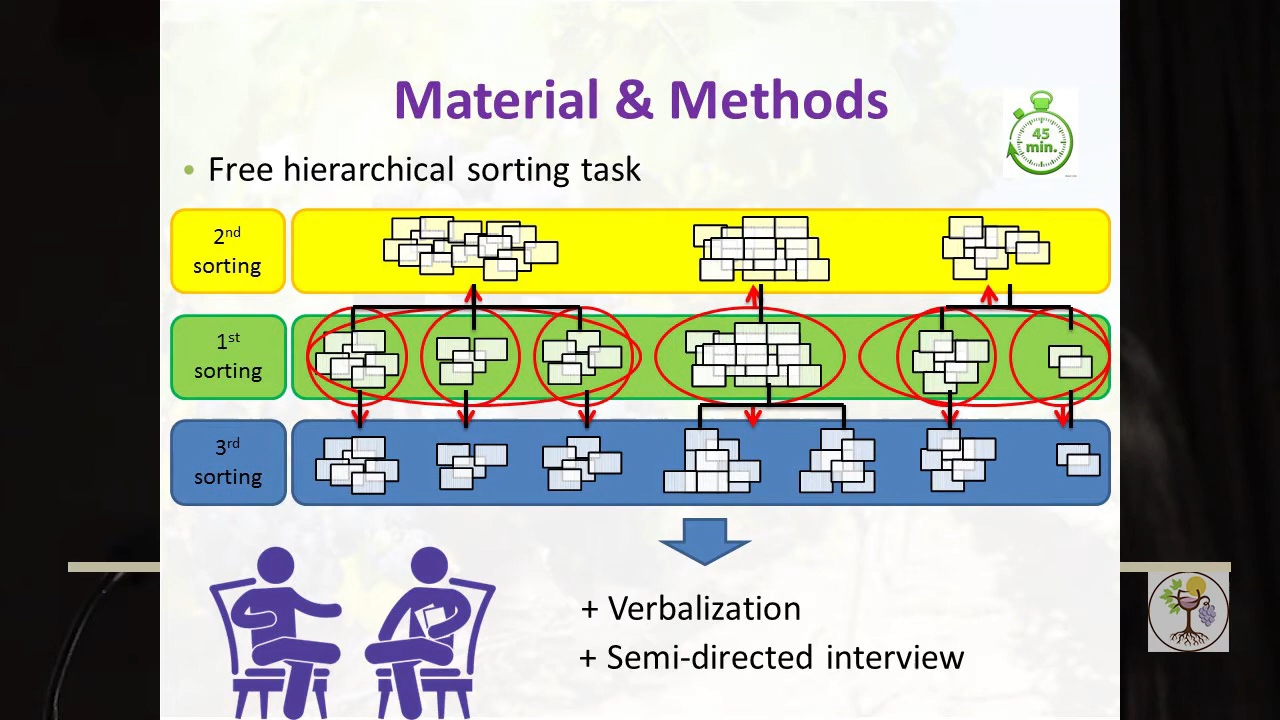 Material & Methods
45
min.
• Free hierarchical sorting task
2nd
sorting
1st
sorting
3rd
sorting
+ Verbalization
+ Semi-directed interview